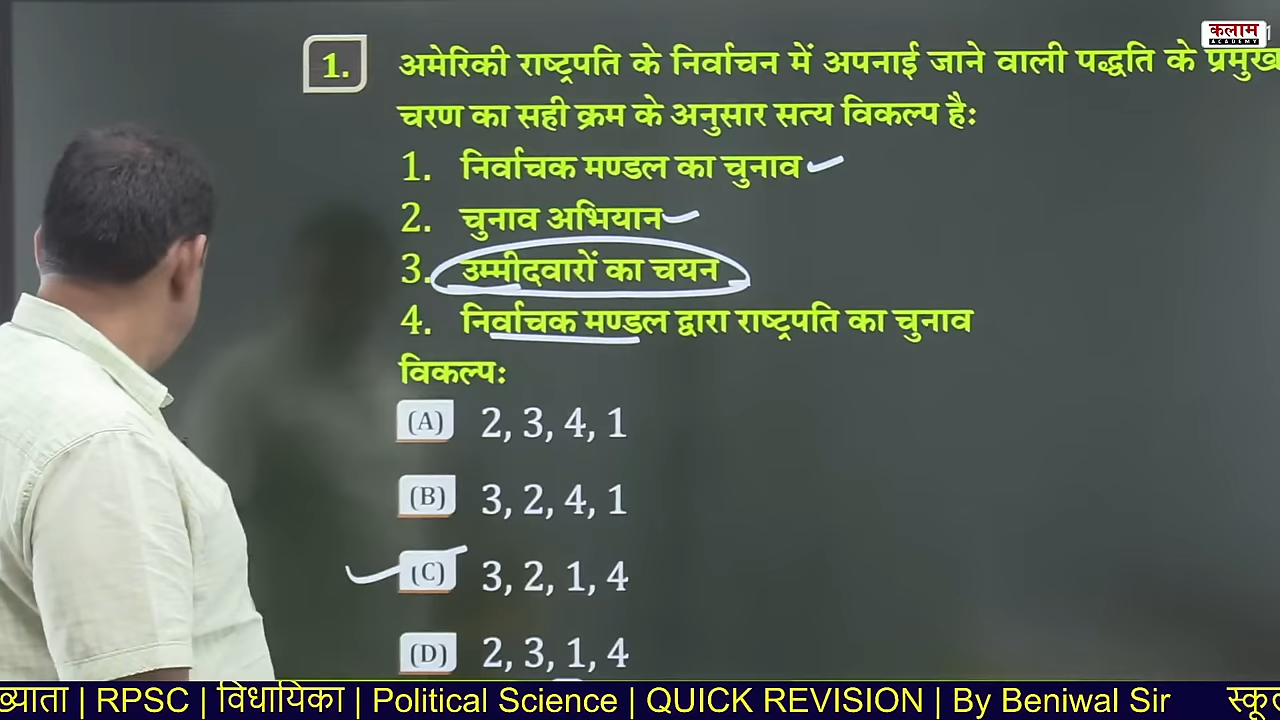 कलाम
ACADEMY
1. अमेरिकी राष्ट्रपति के निर्वाचन में अपनाई जाने वाली पद्धति के प्रमुख
चरण का सही क्रम के अनुसार सत्य विकल्प है:
1. निर्वाचक मण्डल का चुनाव
2. चुनाव अभियान
3. उम्मीदवारों का चयन
4. निर्वाचक मण्डल द्वारा राष्ट्रपति का चुनाव
विकल्प:
(A) 2, 3, 4, 1
(B) 3, 2, 4, 1
(C) 3, 2, 1, 4
(D) 2, 3, 1, 4
| RPSC | विधायिका | Political Science | QUICK REVISION | By Beniwal Sir